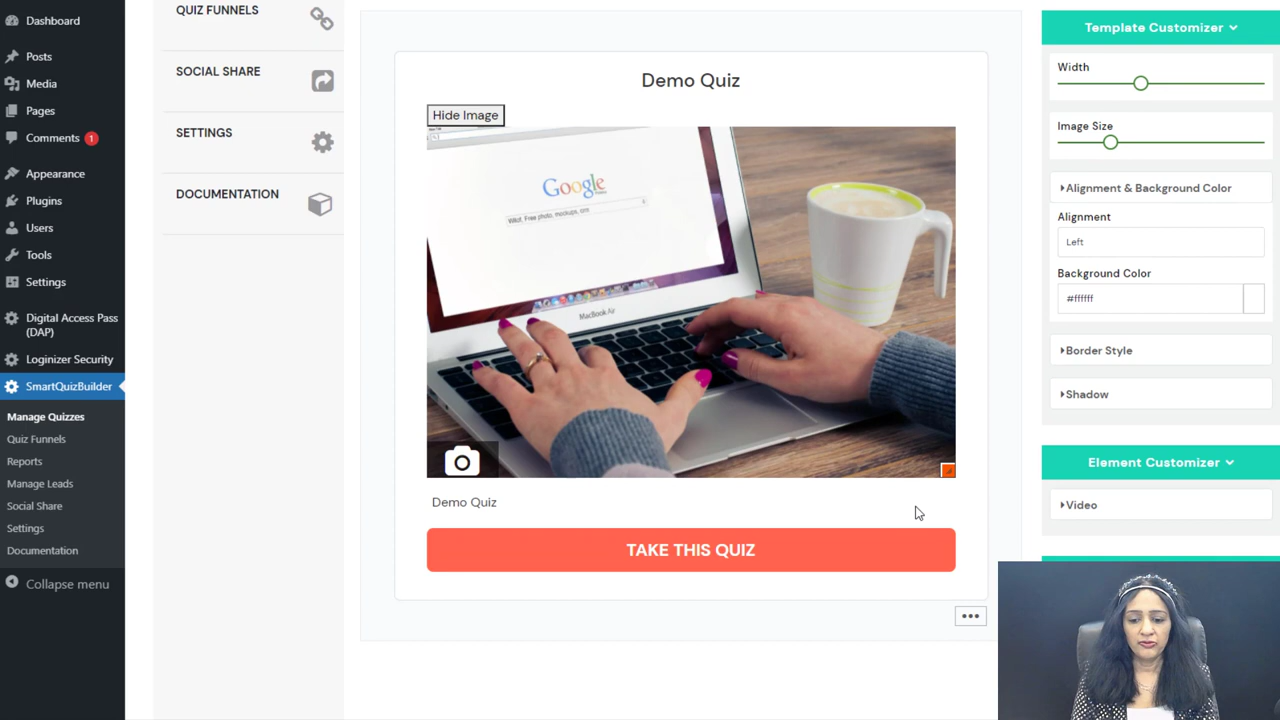 Dashboard
Posts
Media
Pages
Comments 1
Appearance
Plugins
Users
Tools
Settings
Digital Access Pass
(DAP)
Loginizer Security
SmartQuizBuilder
Manage Quizzes
Quiz Funnels
Reports
Manage Leads
Social Share
Settings
Documentation
Collapse menu
QUIZ FUNNELS
SOCIAL SHARE
SETTINGS
DOCUMENTATION
Demo Quiz
Hide Image
Google
MacBook Air
Demo Quiz
TAKE THIS QUIZ
•••
Template Customizer
Width
Image Size
Alignment & Background Color
Alignment
Left
Background Color
#ffffff
Border Style
Shadow
Element Customizer
Video